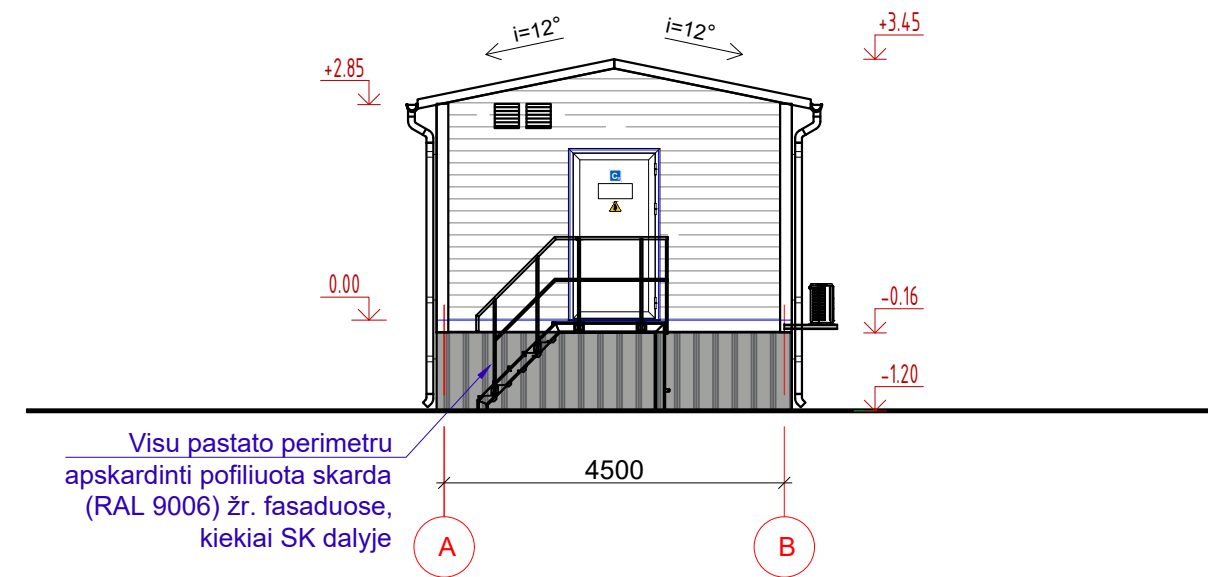 i=12°
i=12°
+3.45
+2.85
C₂
0.00
-0.16
-1.20
Visu pastato perimetru
apskardinti pofiliuota skarda
(RAL 9006) žr. fasaduose,
kiekiai SK dalyje
4500
A
B